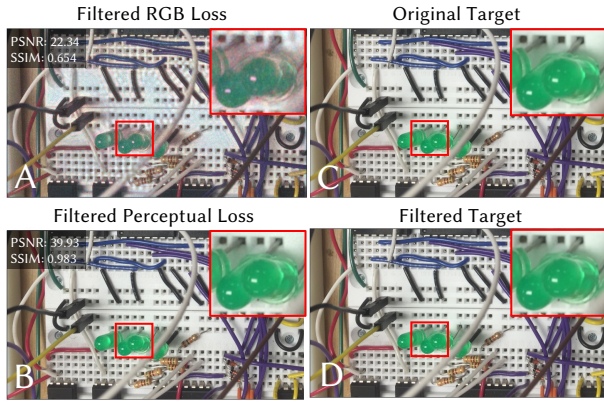 Filtered RGB Loss
Original Target
PSNR: 22.34
SSIM: 0.654
A
C
Filtered Perceptual Loss
Filtered Target
PSNR: 39.93
SSIM: 0.983
B
D